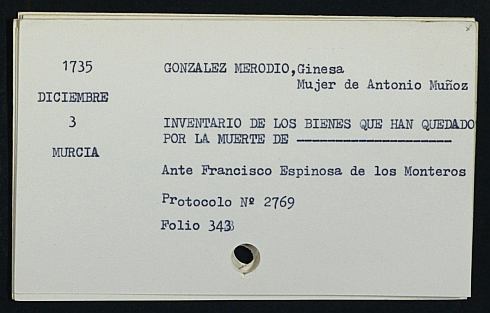 1735
DICIEMBRE
3
MURCIA
GONZALEZ MERODIO, Ginesa
Mujer de Antonio Muñoz
INVENTARIO DE LOS BIENES QUE HAN QUEDADO
POR LA MUERTE DE ----------------------
Ante Francisco Espinosa de los Monteros
Protocolo Nº 2769
Folio 343